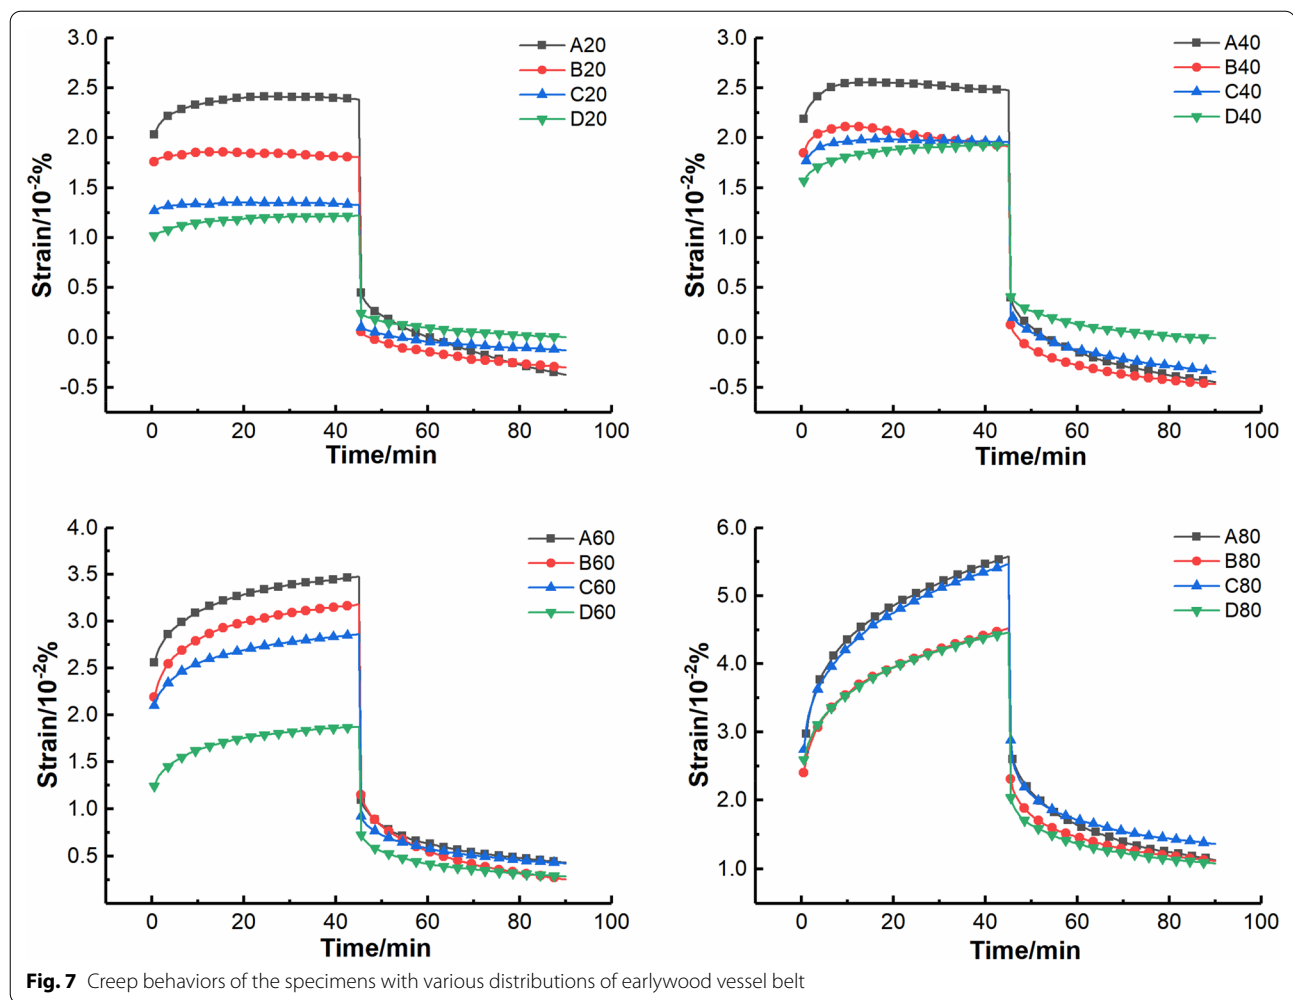 3.0
2.5
2.0
1.5
1.0
0.5
0.0
-0.5
Strain/10⁻²%
0 20 40 60 80 100
Time/min
A20
B20
C20
D20
3.0
2.5
2.0
1.5
1.0
0.5
0.0
-0.5
Strain/10⁻²%
0 20 40 60 80 100
Time/min
A40
B40
C40
D40
4.0
3.5
3.0
2.5
2.0
1.5
1.0
0.5
Strain/10⁻²%
0 20 40 60 80 100
Time/min
A60
B60
C60
D60
6.0
5.0
4.0
3.0
2.0
1.0
Strain/10⁻²%
0 20 40 60 80 100
Time/min
A80
B80
C80
D80
Fig. 7 Creep behaviors of the specimens with various distributions of earlywood vessel belt